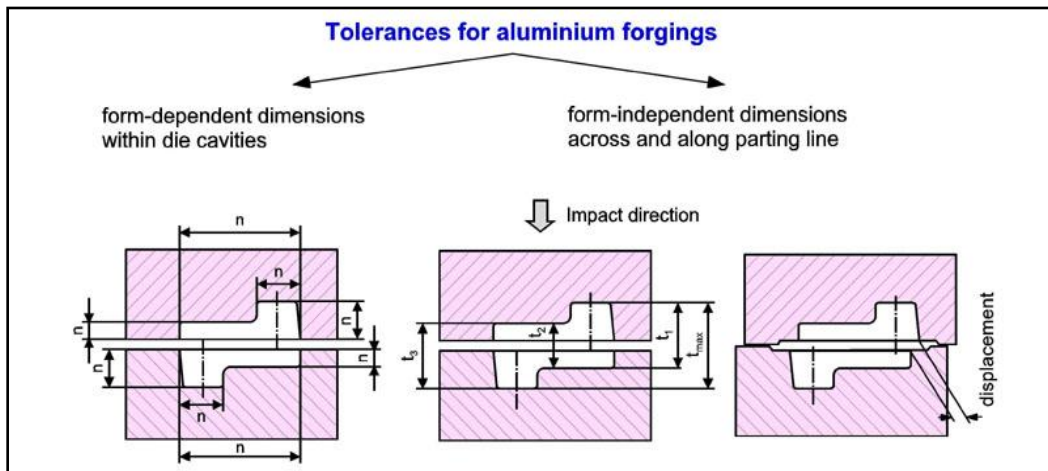 Tolerances for aluminium forgings
form-dependent dimensions
within die cavities
form-independent dimensions
across and along parting line
Impact direction
n
n
n
n
n
n
n
n
t3
t2
t1
tmax
displacement